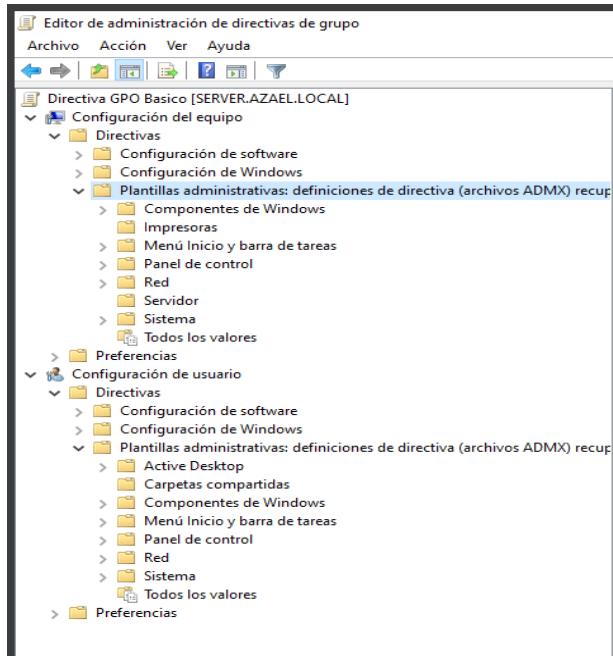 Editor de administración de directivas de grupo
Archivo Acción Ver Ayuda
Directiva GPO Basico [SERVER.AZAEL.LOCAL]
Configuración del equipo
Directivas
Configuración de software
Configuración de Windows
Plantillas administrativas: definiciones de directiva (archivos ADMX) recup
Componentes de Windows
Impresoras
Menú Inicio y barra de tareas
Panel de control
Red
Servidor
Sistema
Todos los valores
Preferencias
Configuración de usuario
Directivas
Configuración de software
Configuración de Windows
Plantillas administrativas: definiciones de directiva (archivos ADMX) recup
Active Desktop
Carpetas compartidas
Componentes de Windows
Menú Inicio y barra de tareas
Panel de control
Red
Sistema
Todos los valores
Preferencias